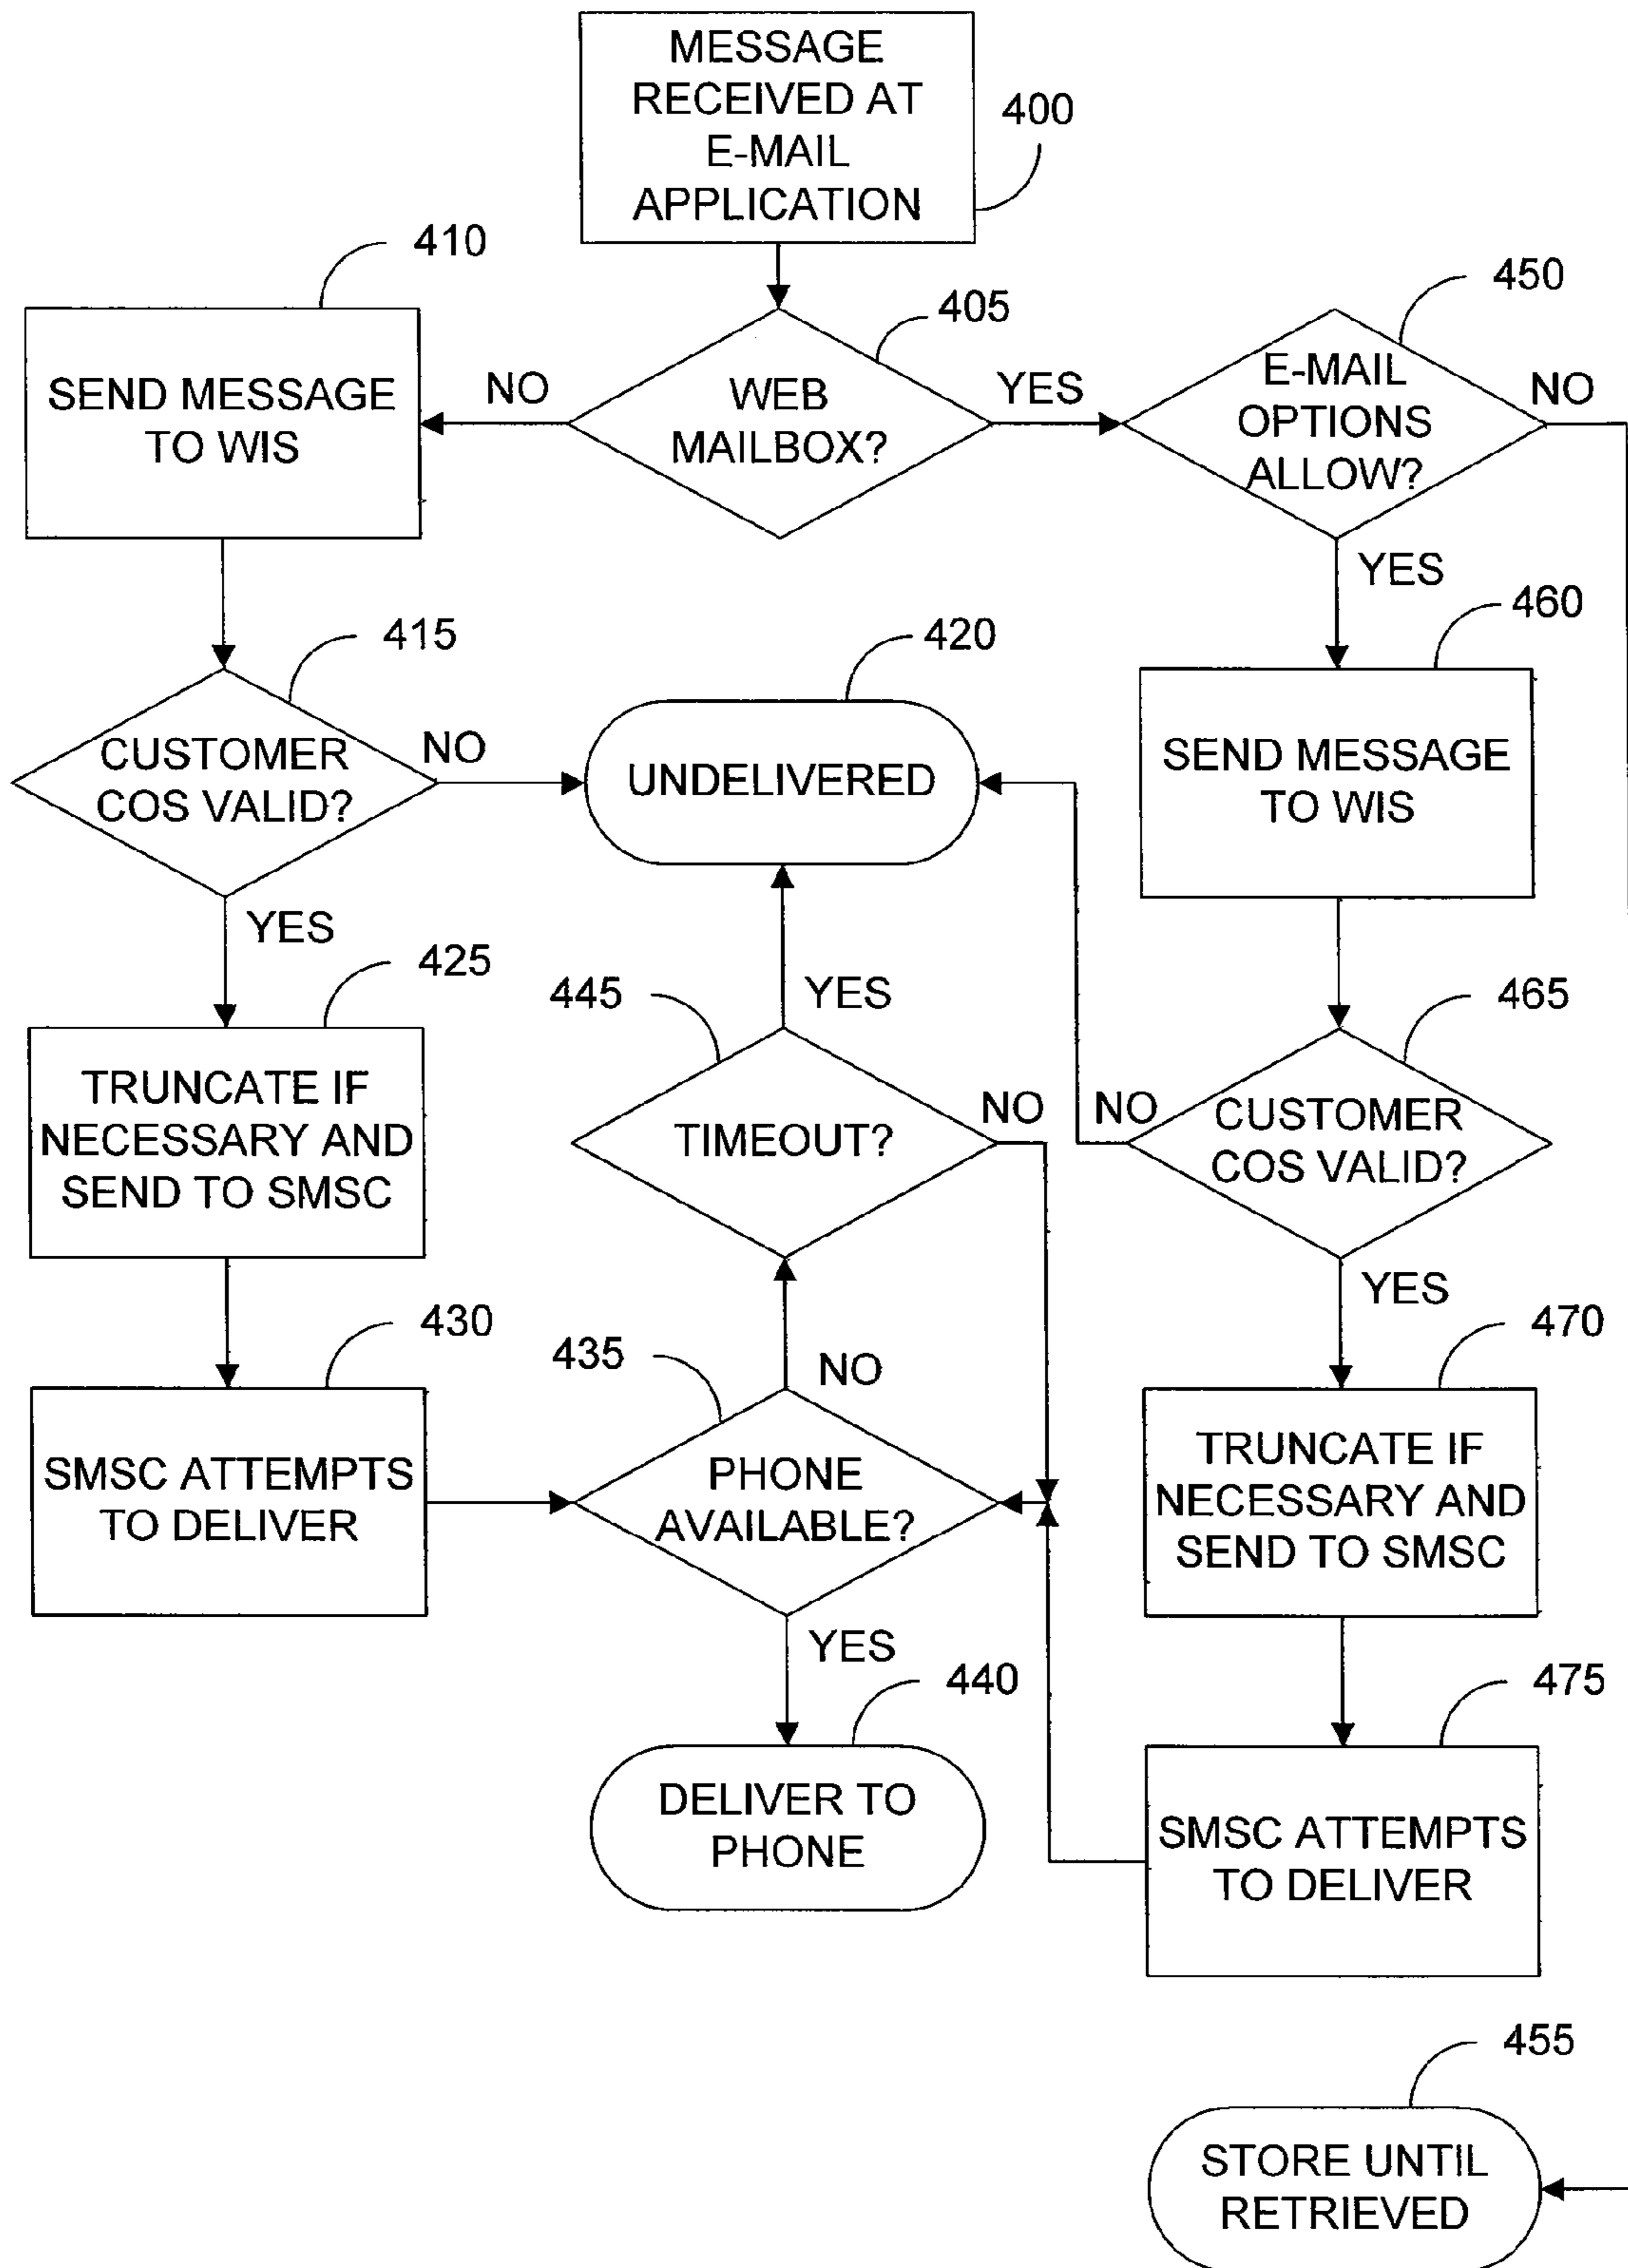 MESSAGE
RECEIVED AT
E-MAIL
APPLICATION
400
410
SEND MESSAGE
TO WIS
NO
405
WEB
MAILBOX?
YES
450
E-MAIL
OPTIONS
ALLOW?
NO
YES
415
CUSTOMER
COS VALID?
NO
420
UNDELIVERED
460
SEND MESSAGE
TO WIS
YES
425
TRUNCATE IF
NECESSARY AND
SEND TO SMSC
445
YES
TIMEOUT?
NO
465
NO
CUSTOMER
COS VALID?
YES
430
SMSC ATTEMPTS
TO DELIVER
435
NO
PHONE
AVAILABLE?
YES
470
TRUNCATE IF
NECESSARY AND
SEND TO SMSC
440
DELIVER TO
PHONE
475
SMSC ATTEMPTS
TO DELIVER
455
STORE UNTIL
RETRIEVED